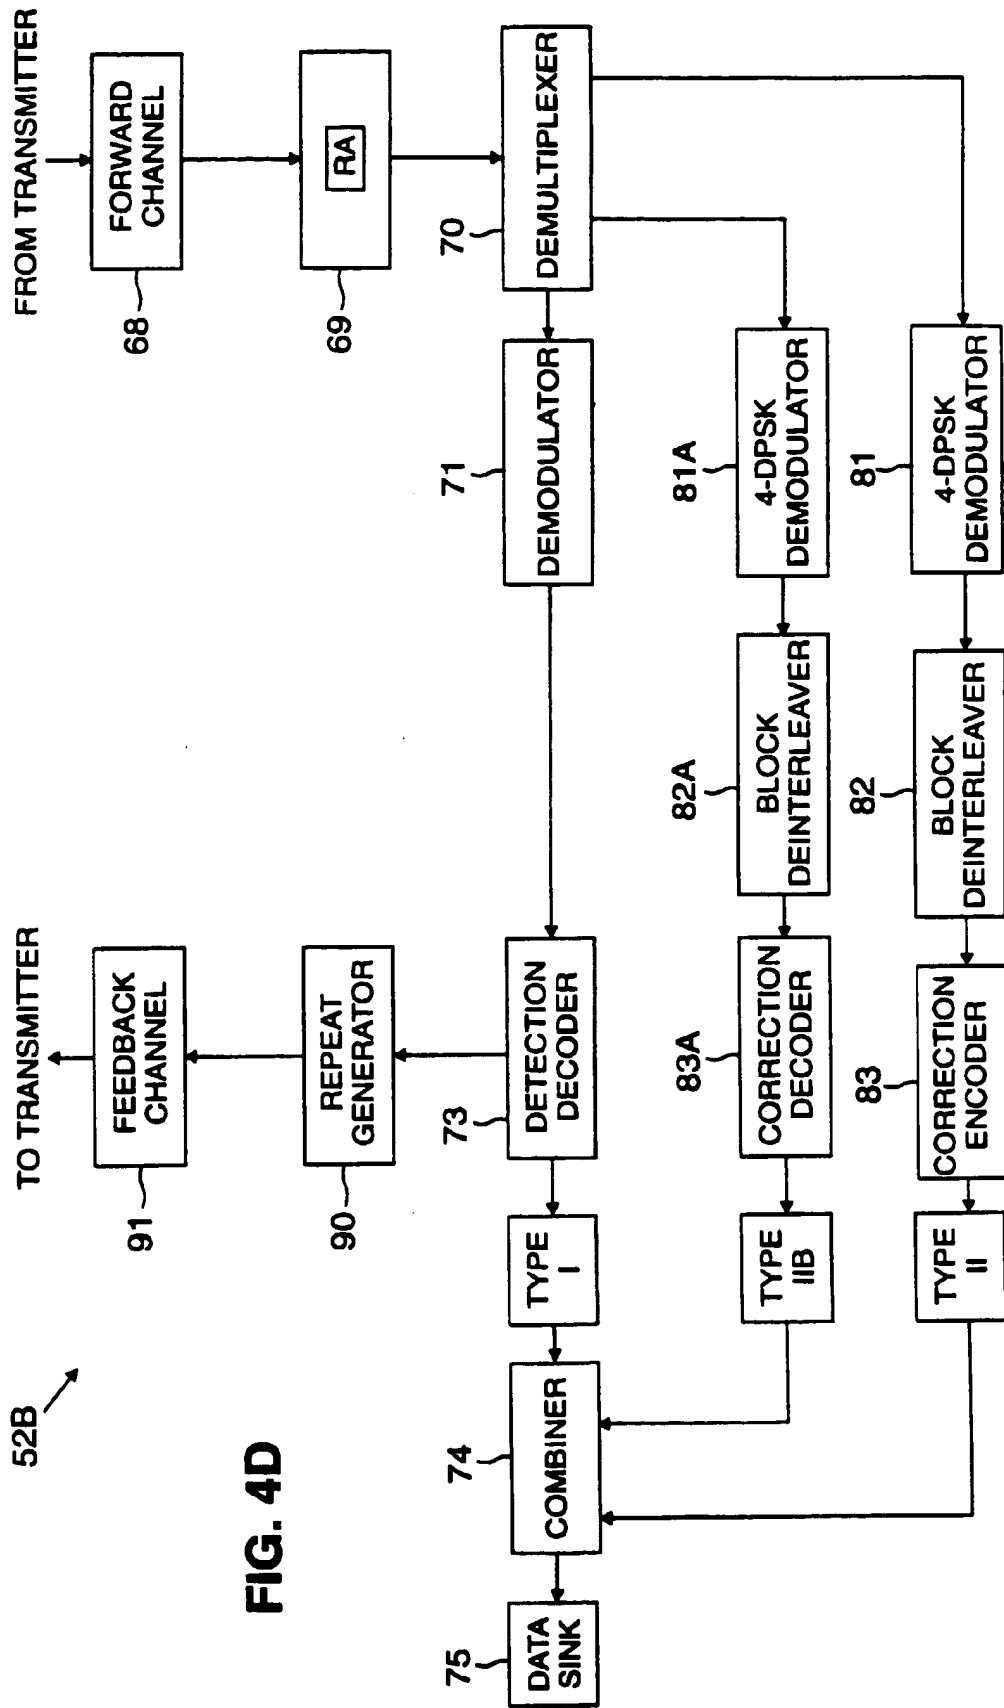 FROM TRANSMITTER
FORWARD
CHANNEL
68
RA
69
DEMULTIPLEXER
70
DEMODULATOR
71
4-DPSK
DEMODULATOR
81A
4-DPSK
DEMODULATOR
81
BLOCK
DEINTERLEAVER
82A
BLOCK
DEINTERLEAVER
82
TO TRANSMITTER
FEEDBACK
CHANNEL
91
REPEAT
GENERATOR
90
DETECTION
DECODER
73
CORRECTION
DECODER
83A
CORRECTION
ENCODER
83
TYPE
I
TYPE
IIB
TYPE
II
COMBINER
74
DATA
SINK
75
52B
FIG. 4D